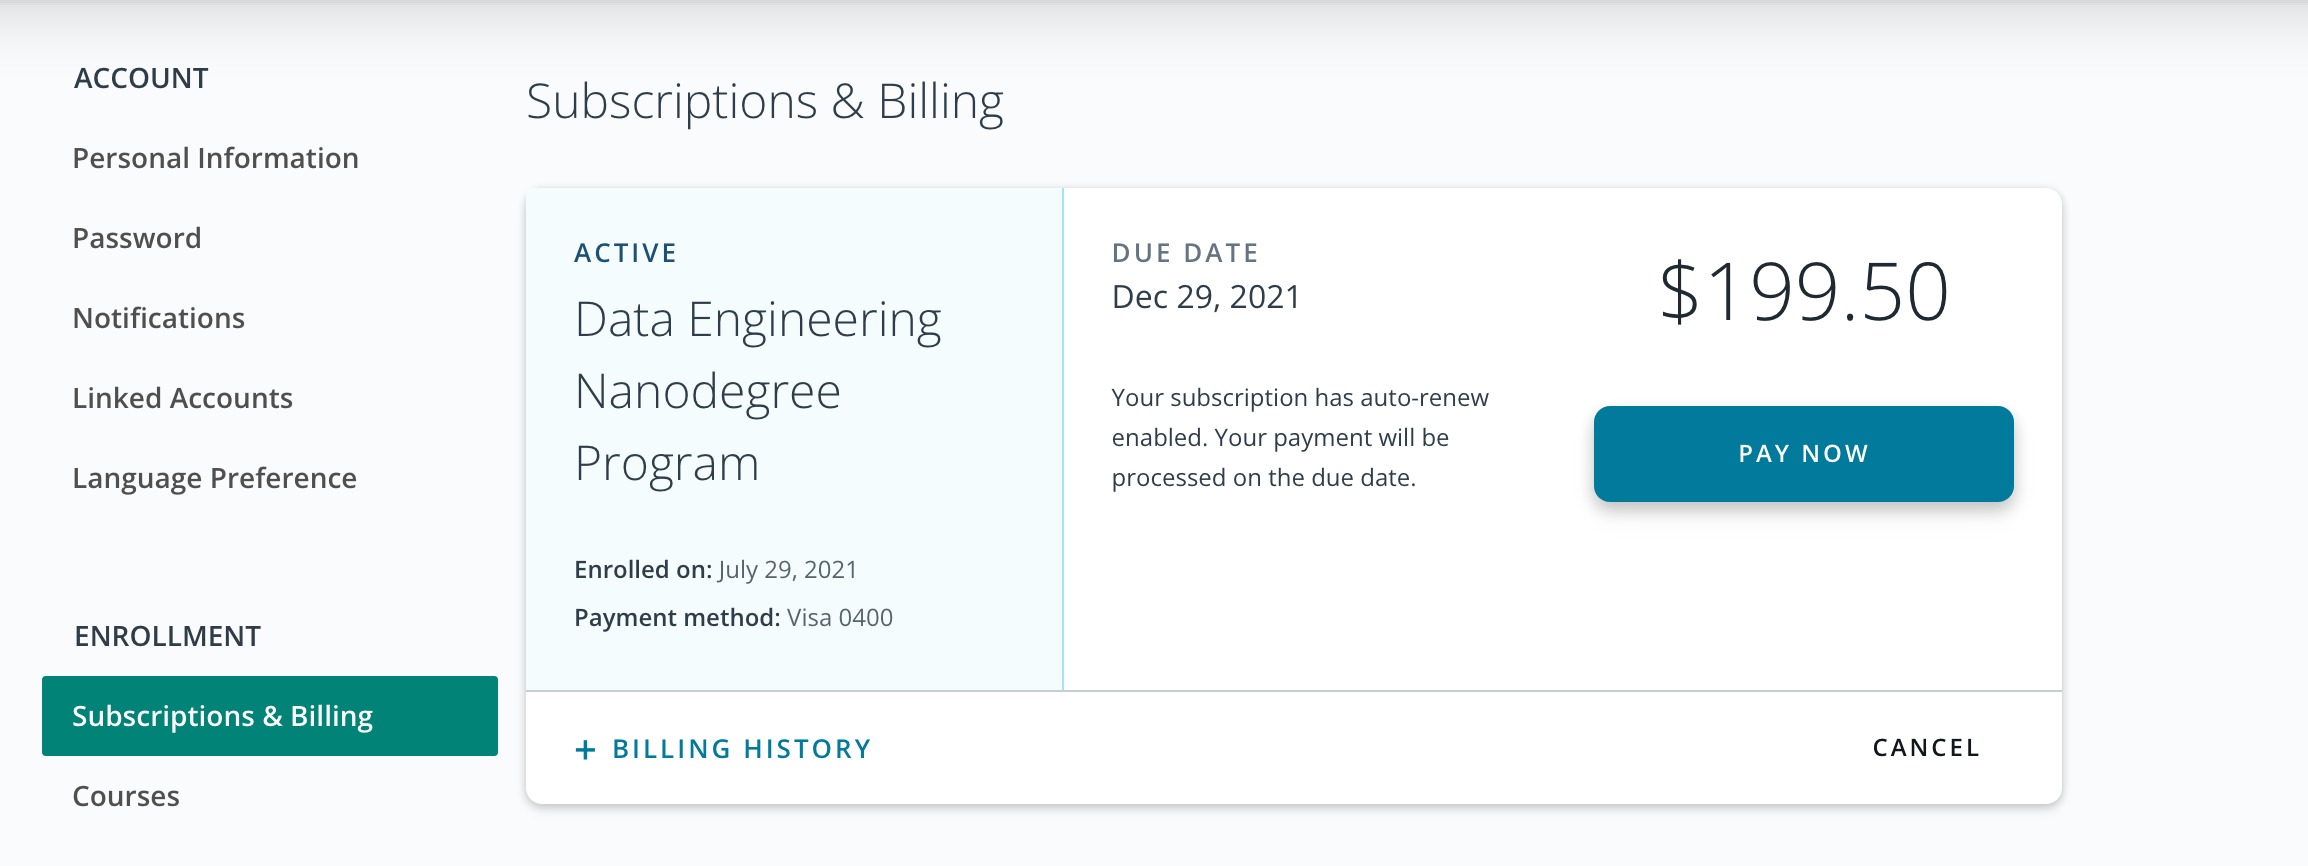 ACCOUNT
Personal Information
Password
Notifications
Linked Accounts
Language Preference
ENROLLMENT
Subscriptions & Billing
Courses
Subscriptions & Billing
ACTIVE
Data Engineering
Nanodegree
Program
Enrolled on: July 29, 2021
Payment method: Visa 0400
DUE DATE
Dec 29, 2021
Your subscription has auto-renew
enabled. Your payment will be
processed on the due date.
$199.50
PAY NOW
+ BILLING HISTORY
CANCEL